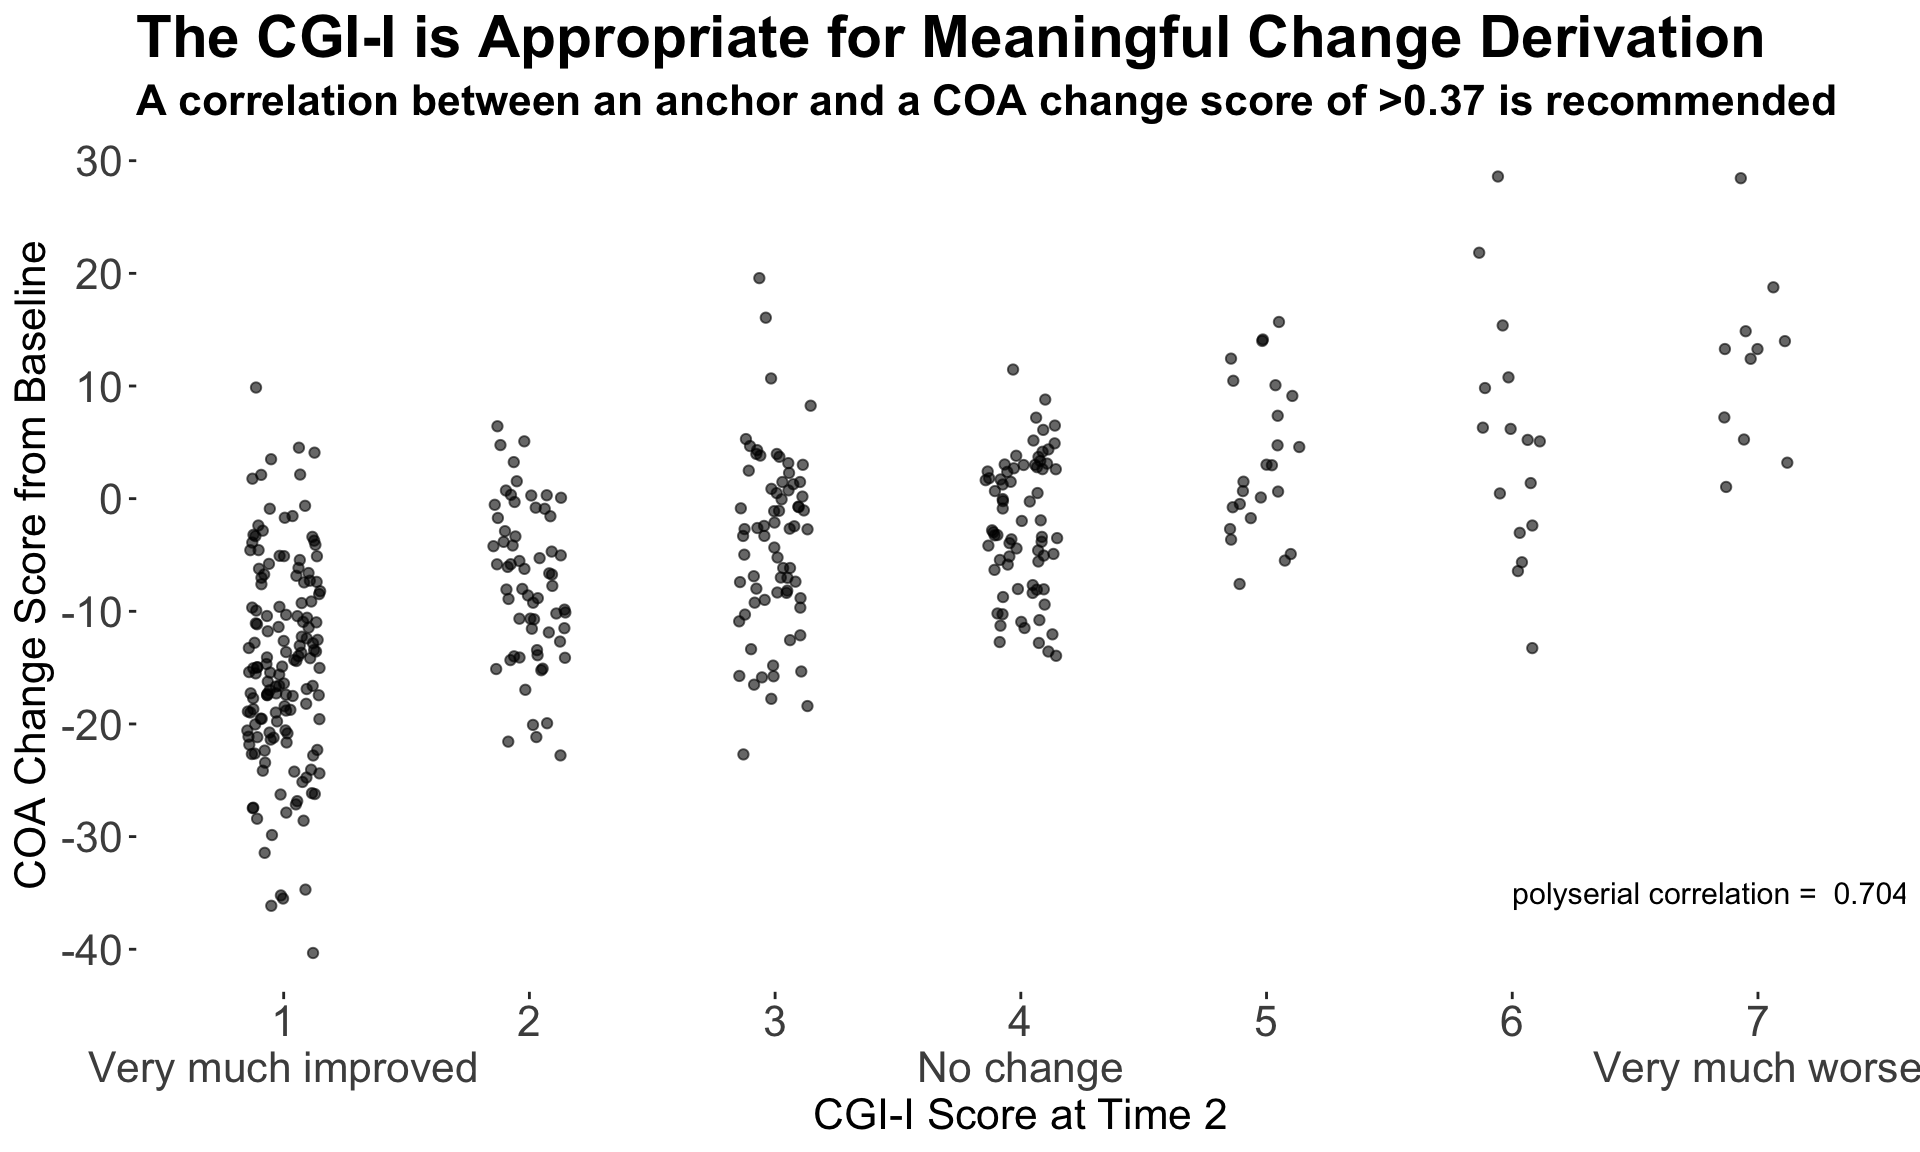 The CGI-I is Appropriate for Meaningful Change Derivation
A correlation between an anchor and a COA change score of >0.37 is recommended
COA Change Score from Baseline
30
20
10
0
-10
-20
-30
-40
polyserial correlation = 0.704
1 2 3 4 5 6 7
Very much improved No change Very much worse
CGI-I Score at Time 2